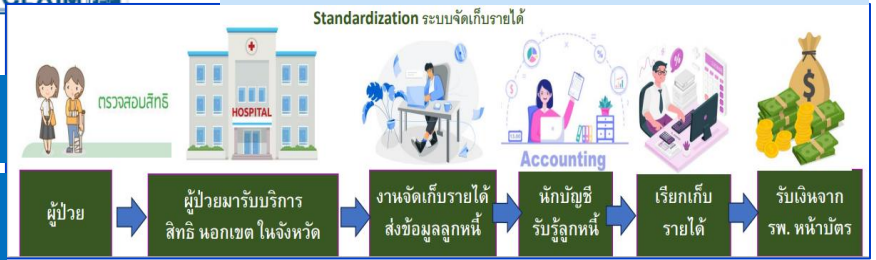 Standardization ระบบจัดเก็บรายได้
ตรวจสอบสิทธิ
HOSPITAL
Accounting
ผู้ป่วย
ผู้ป่วยมารับบริการ
สิทธิ นอกเขต ในจังหวัด
งานจัดเก็บรายได้
ส่งข้อมูลลูกหนี้
นักบัญชี
รับรู้ลูกหนี้
เรียกเก็บ
รายได้
รับเงินจาก
รพ. หน้าบัตร